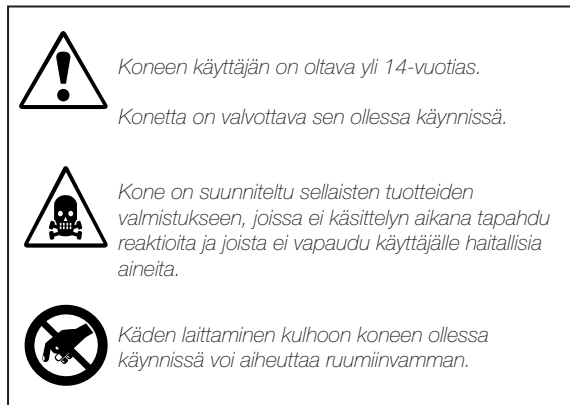 Koneen käyttäjän on oltava yli 14-vuotias.
Konetta on valvottava sen ollessa käynnissä.
Kone on suunniteltu sellaisten tuotteiden
valmistukseen, joissa ei käsittelyn aikana tapahdu
reaktioita ja joista ei vapaudu käyttäjälle haitallisia
aineita.
Käden laittaminen kulhoon koneen ollessa
käynnissä voi aiheuttaa ruumiinvamman.